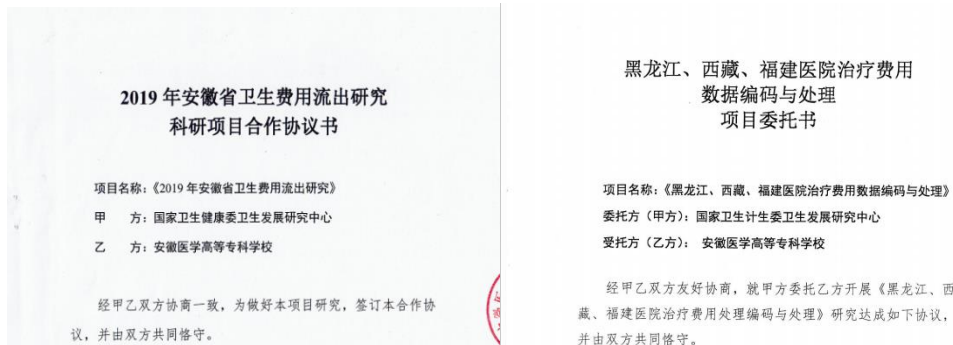 2019 年安徽省卫生费用流出研究
科研项目合作协议书
项目名称:《2019 年安徽省卫生费用流出研究》
甲 方:国家卫生健康委卫生发展研究中心
乙 方:安徽医学高等专科学校
经甲乙双方协商一致,为做好本项目研究,签订本合作协
议,并由双方共同恪守。
黑龙江、西藏、福建医院治疗费用
数据编码与处理
项目委托书
项目名称:《黑龙江、西藏、福建医院治疗费用数据编码与处理》
委托方(甲方):国家卫生计生委卫生发展研究中心
受托方(乙方): 安徽医学高等专科学校
经甲乙双方友好协商,就甲方委托乙方开展《黑龙江、西
藏、福建医院治疗费用处理编码与处理》研究达成如下协议,
并由双方共同恪守。